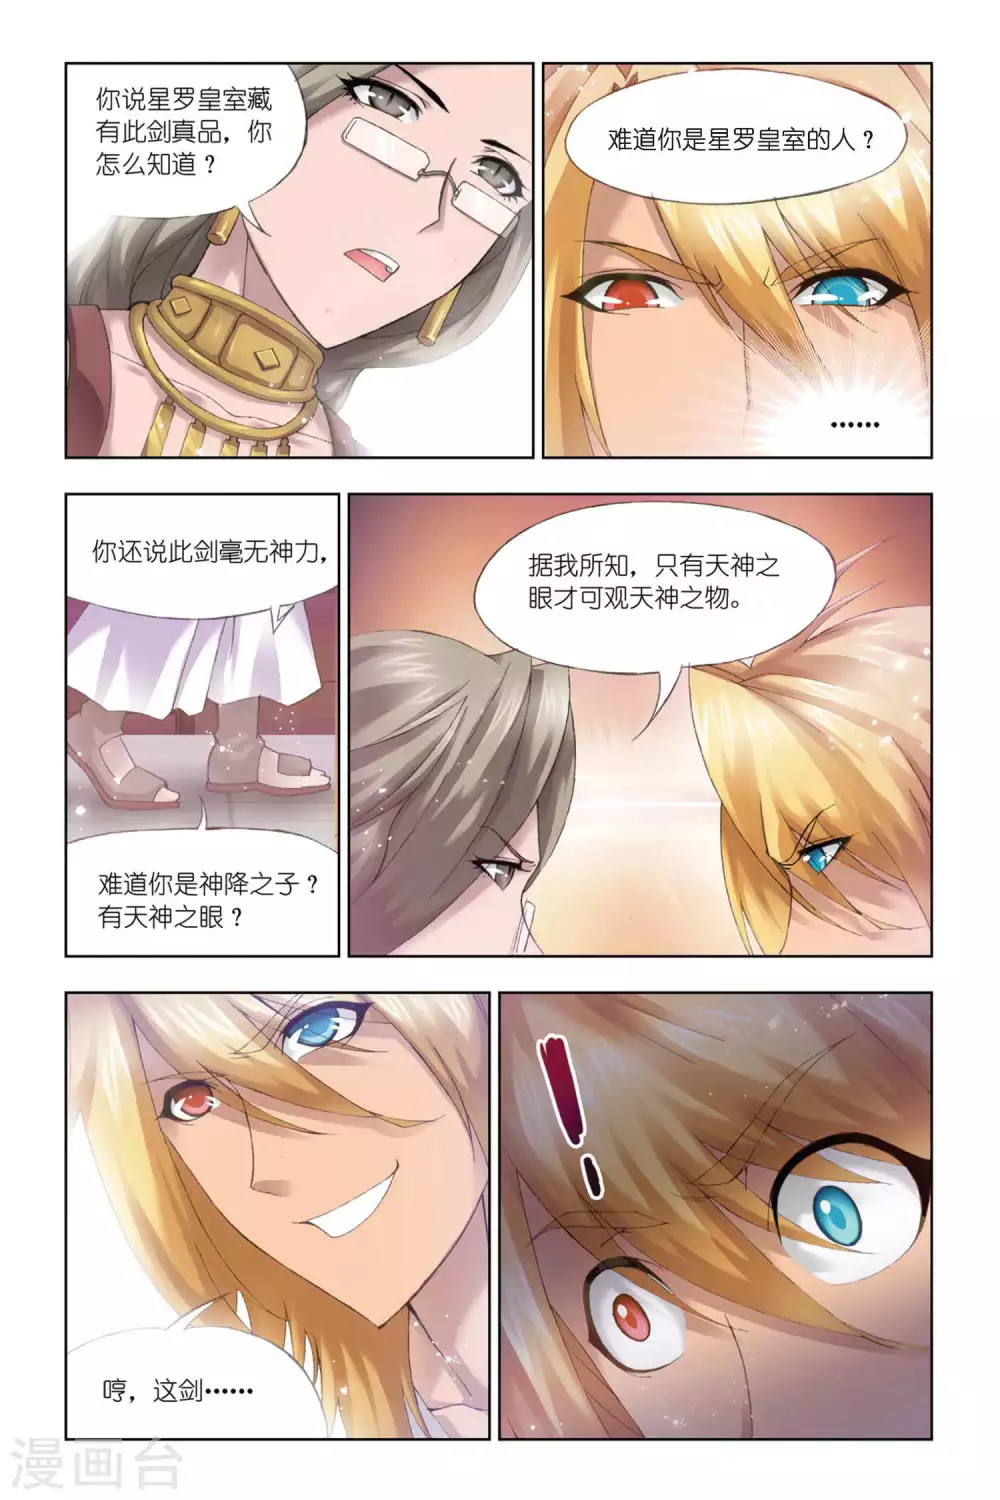 你说星罗皇室藏
有此剑真品，你
怎么知道？
难道你是星罗皇室的人？
……
你还说此剑毫无神力，
难道你是神降之子？
有天神之眼？
据我所知，只有天神之
眼才可观天神之物。
哼，这剑……
!
漫画台